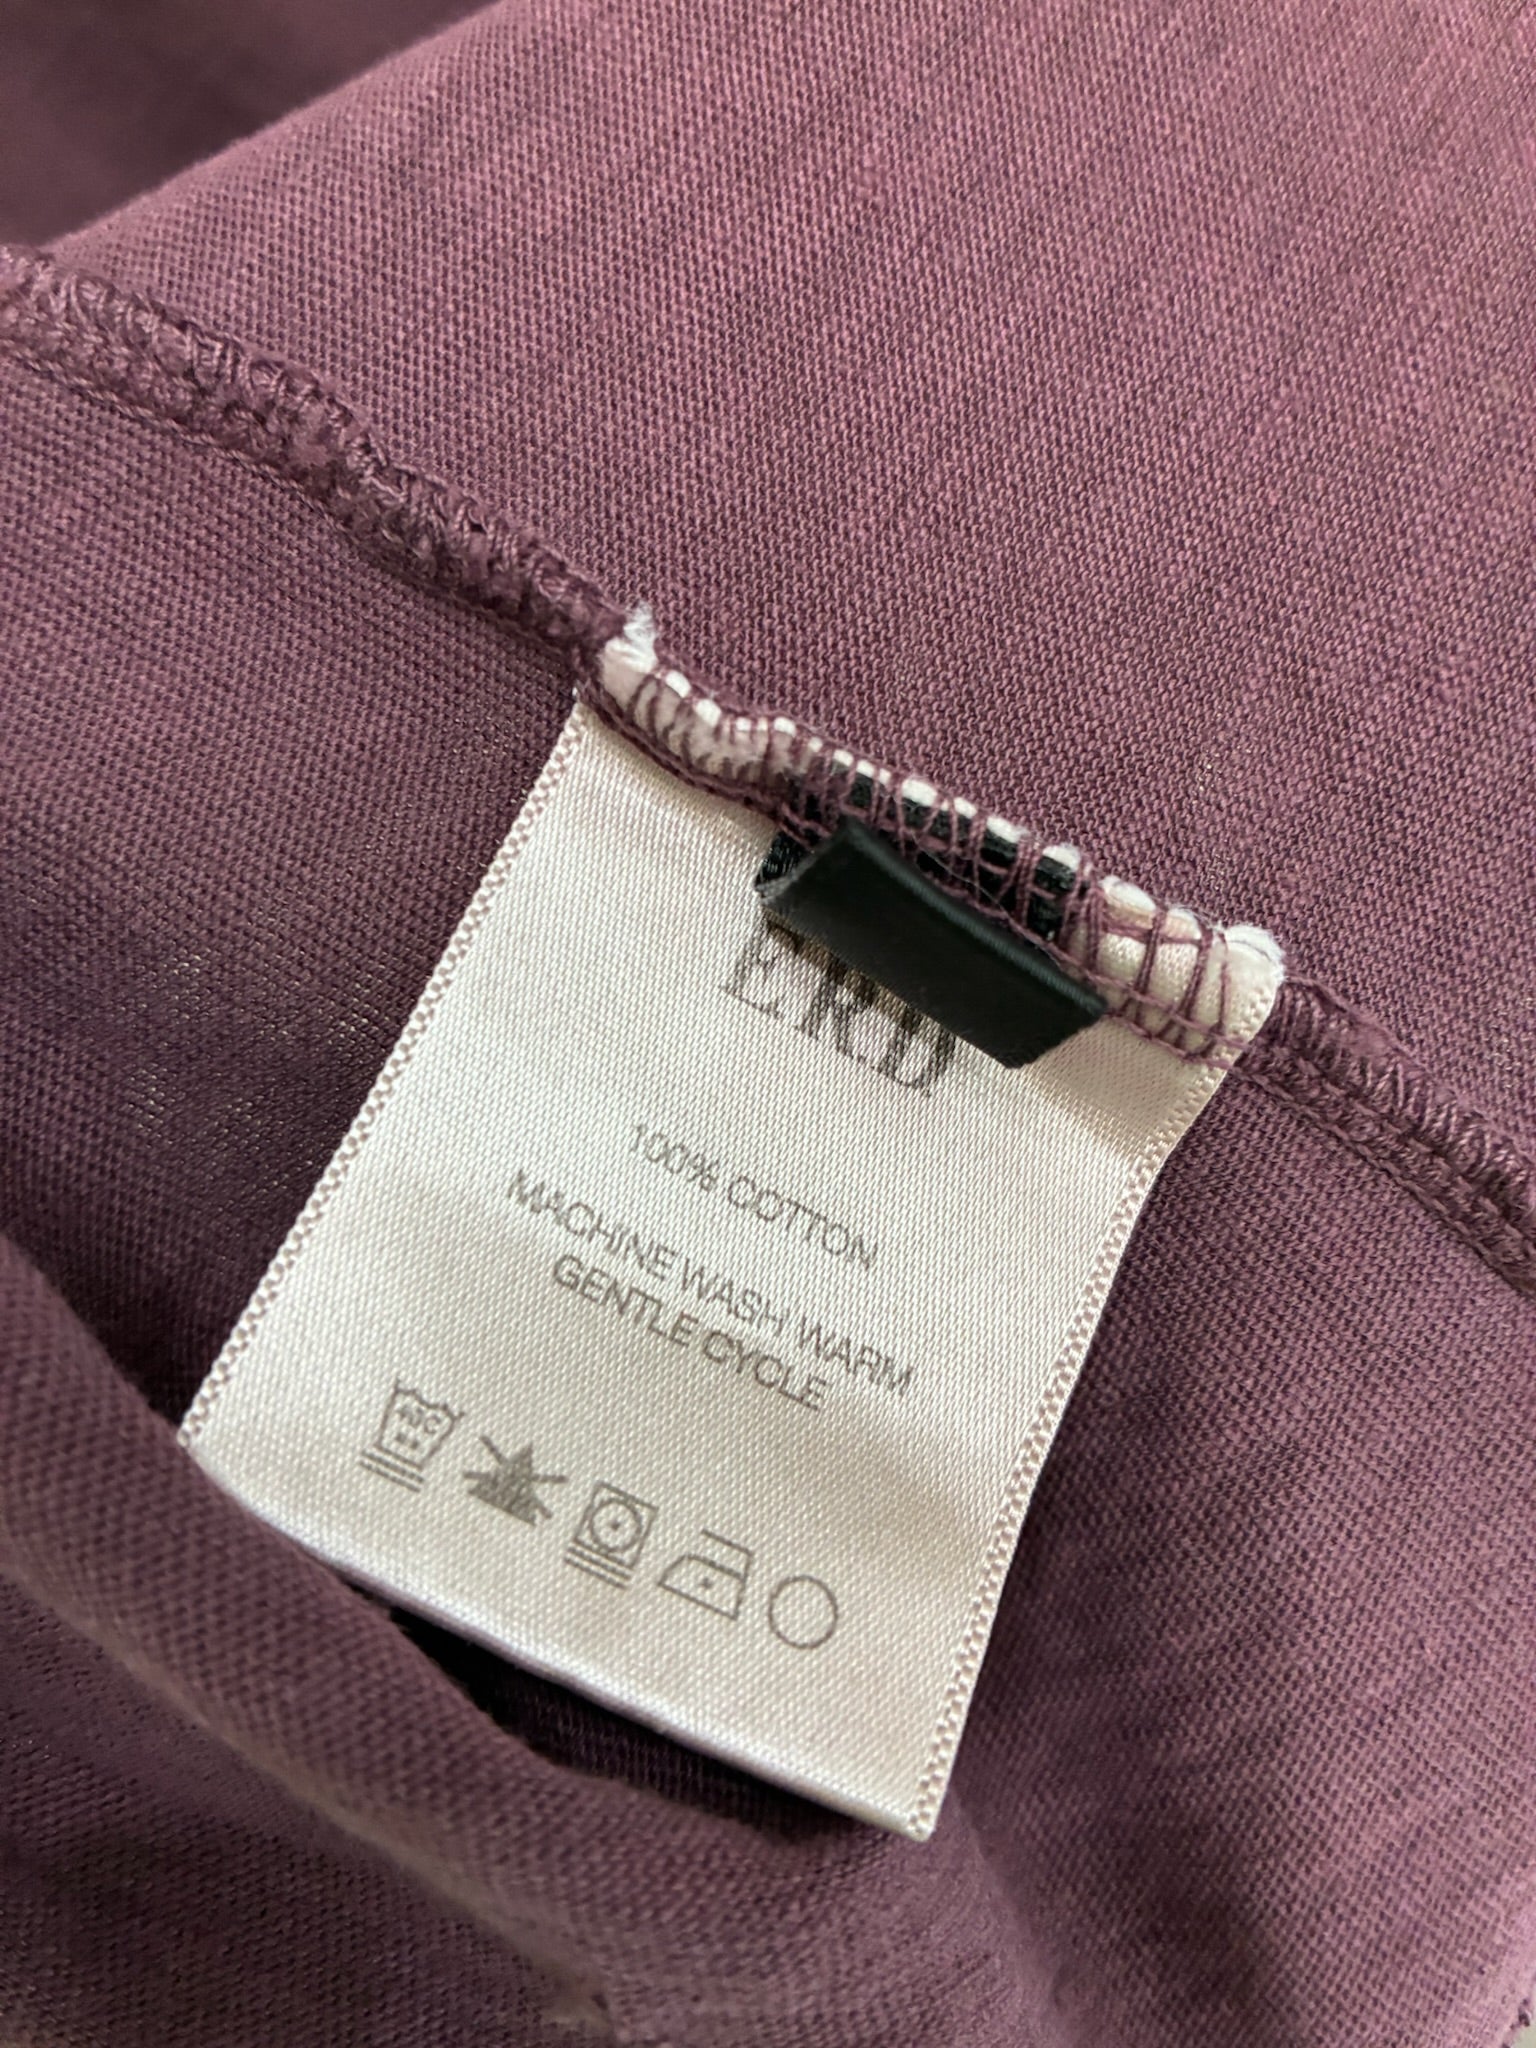 ERD
100% COTTON
MACHINE WASH WARM
GENTLE CYCLE